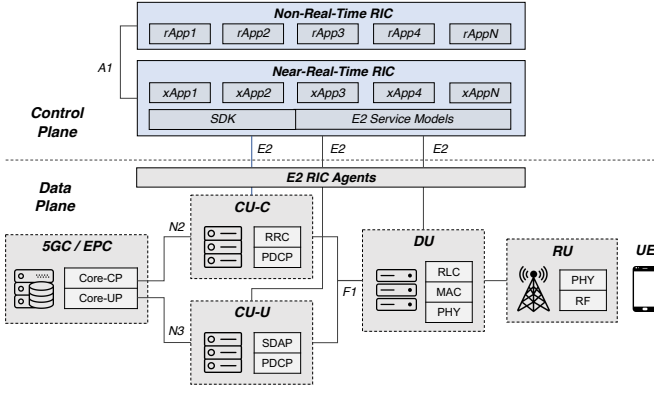 Non-Real-Time RIC
rApp1 rApp2 rApp3 rApp4 rAppN
A1
Near-Real-Time RIC
xApp1 xApp2 xApp3 xApp4 xAppN
SDK E2 Service Models
Control
Plane
E2 E2 E2
E2 RIC Agents
Data
Plane
CU-C
N2
RRC
PDCP
5GC / EPC
Core-CP
Core-UP
N3
CU-U
SDAP
PDCP
F1
DU
RLC
MAC
PHY
RU
PHY
RF
UE